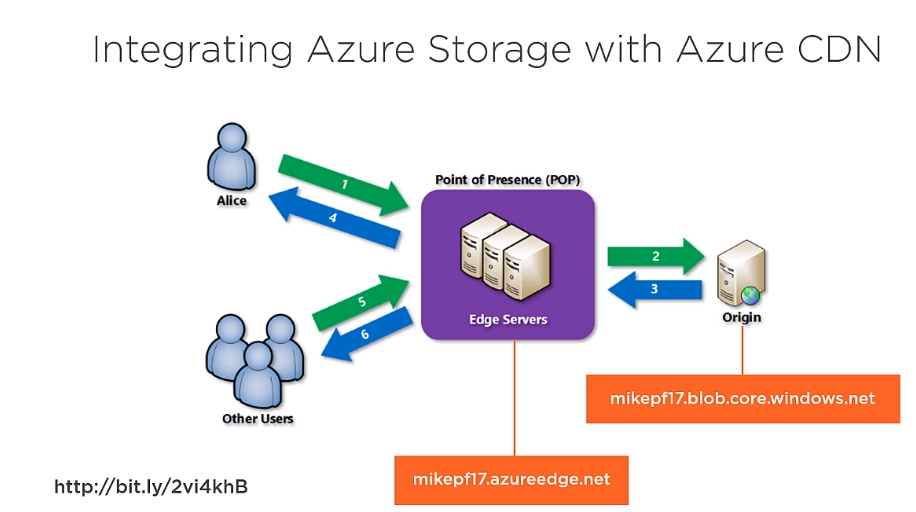 Integrating Azure Storage with Azure CDN
Point of Presence (POP)
Alice
1
4
2
3
5
6
Edge Servers
Origin
Other Users
mikepf17.blob.core.windows.net
mikepf17.azureedge.net
http://bit.ly/2vi4khB